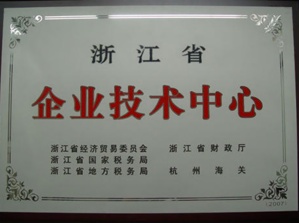 浙江省
企业技术中心
浙江省经济贸易委员会 浙江省财政厅
浙江省国家税务局
浙江省地方税务局 杭州海关
(2007)